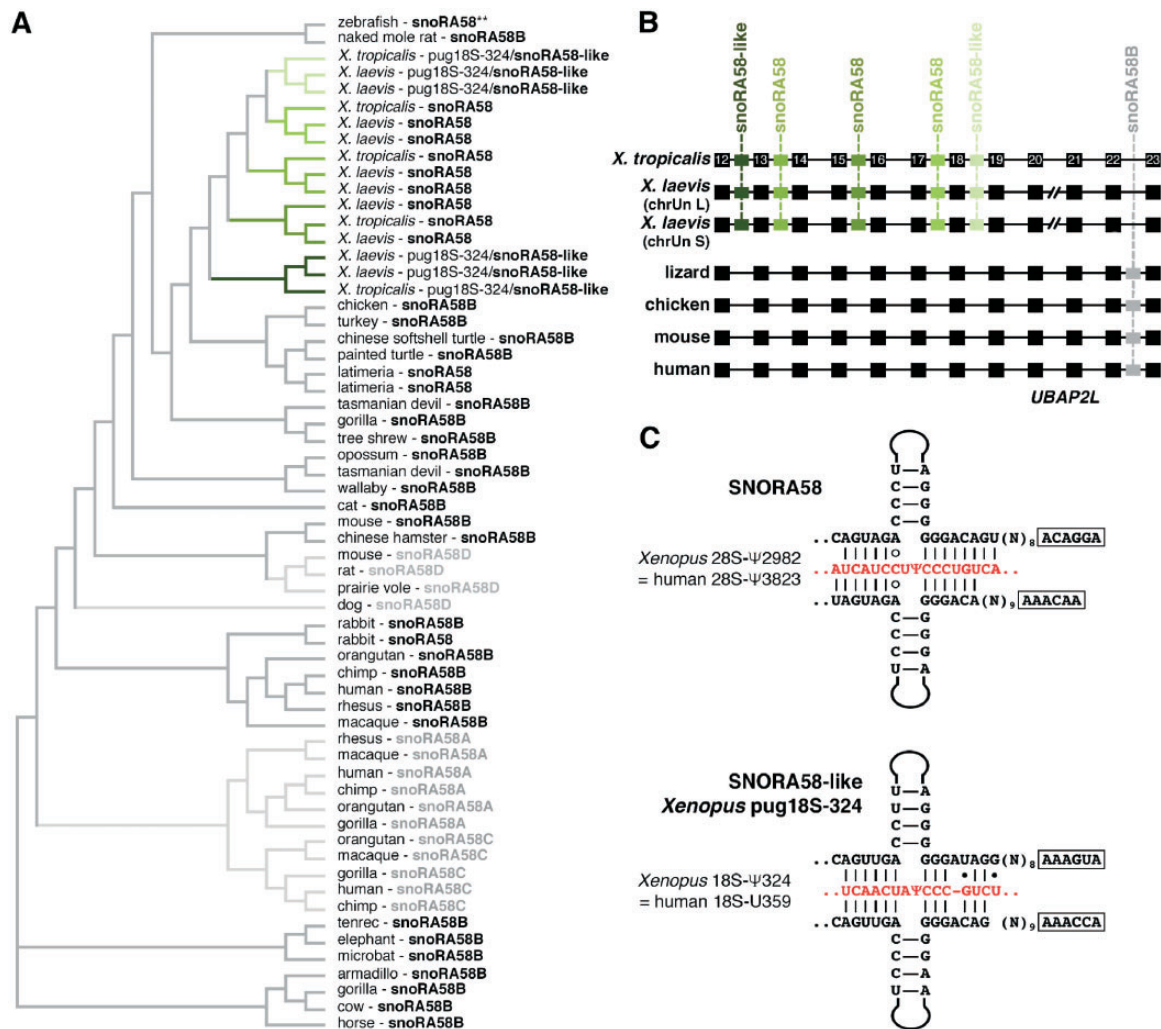 A
zebrafish - snoRA58**
naked mole rat - snoRA58B
X. tropicalis - pug18S-324/snoRA58-like
X. laevis - pug18S-324/snoRA58-like
X. laevis - pug18S-324/snoRA58-like
X. tropicalis - snoRA58
X. laevis - snoRA58
X. laevis - snoRA58
X. tropicalis - snoRA58
X. laevis - snoRA58
X. laevis - snoRA58
X. laevis - snoRA58
X. tropicalis - snoRA58
X. laevis - snoRA58
X. laevis - pug18S-324/snoRA58-like
X. laevis - pug18S-324/snoRA58-like
X. tropicalis - pug18S-324/snoRA58-like
chicken - snoRA58B
turkey - snoRA58B
chinese softshell turtle - snoRA58B
painted turtle - snoRA58B
latimeria - snoRA58
latimeria - snoRA58
tasmanian devil - snoRA58B
gorilla - snoRA58B
tree shrew - snoRA58B
opossum - snoRA58B
tasmanian devil - snoRA58B
wallaby - snoRA58B
cat - snoRA58B
mouse - snoRA58B
chinese hamster - snoRA58B
mouse - snoRA58D
rat - snoRA58D
prairie vole - snoRA58D
dog - snoRA58D
rabbit - snoRA58B
rabbit - snoRA58
orangutan - snoRA58B
chimp - snoRA58B
human - snoRA58B
rhesus - snoRA58B
macaque - snoRA58B
rhesus - snoRA58A
macaque - snoRA58A
human - snoRA58A
chimp - snoRA58A
orangutan - snoRA58A
gorilla - snoRA58A
orangutan - snoRA58C
macaque - snoRA58C
gorilla - snoRA58C
human - snoRA58C
chimp - snoRA58C
tenrec - snoRA58B
elephant - snoRA58B
microbat - snoRA58B
armadillo - snoRA58B
gorilla - snoRA58B
cow - snoRA58B
horse - snoRA58B
B
snoRA58-like
snoRA58
snoRA58
snoRA58
snoRA58-like
snoRA58B
X. tropicalis 12 13 14 15 16 17 18 19 20 21 22 23
X. laevis
(chrUn L)
X. laevis
(chrUn S)
lizard
chicken
mouse
human
UBAP2L
C
SNORA58
U—A
C—G
C—G
C—G
..CAGUAGA GGGACAGU(N)8 ACAGGA
Xenopus 28S-Ψ2982
= human 28S-Ψ3823
..AUCAUCCUΨCCCUGUCA..
..UAGUAGA GGGACA(N)9 AAACAA
C—G
C—G
C—G
U—A
SNORA58-like
Xenopus pug18S-324
U—A
U—G
C—G
C—G
C—G
..CAGUUGA GGGAUAGG(N)8 AAAGUA
Xenopus 18S-Ψ324
= human 18S-U359
..UCAACUAΨCCC-GUCU..
..CAGUUGA GGGACAG (N)9 AAACCA
C—G
C—G
C—G
U—A
U—A